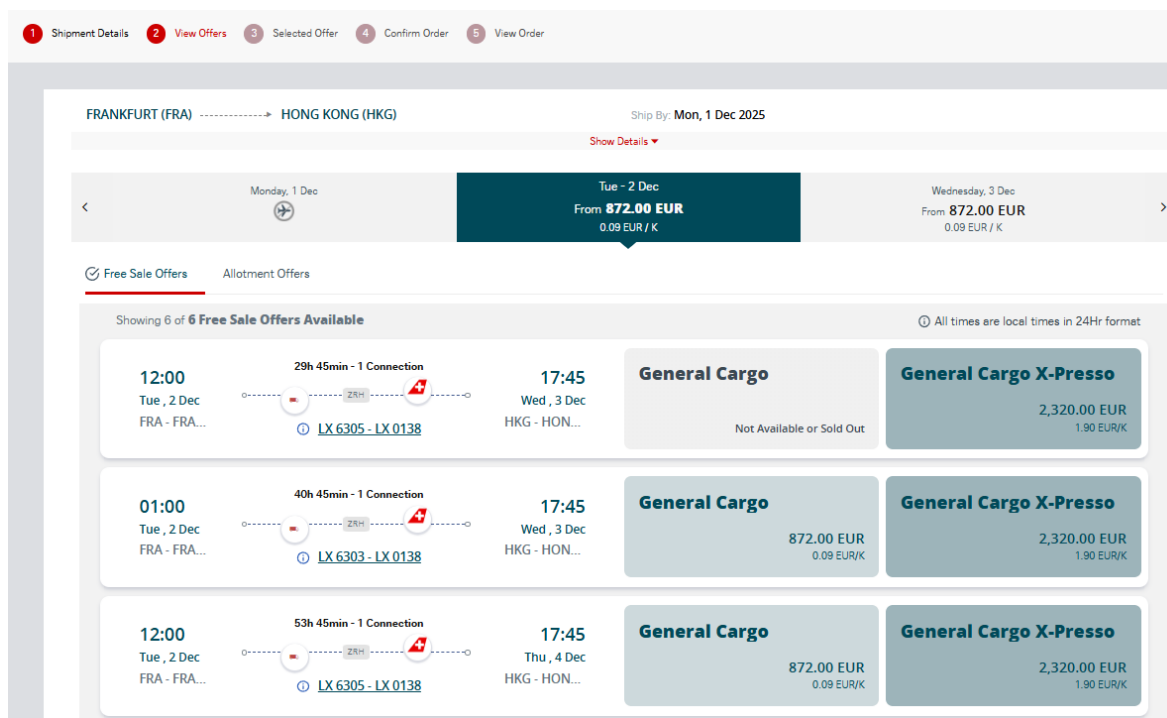 1 Shipment Details 2 View Offers 3 Selected Offer 4 Confirm Order 5 View Order
FRANKFURT (FRA) HONG KONG (HKG) Ship By: Mon, 1 Dec 2025
Show Details
Monday, 1 Dec
Tue - 2 Dec
From 872.00 EUR
0.09 EUR / K
Wednesday, 3 Dec
From 872.00 EUR
0.09 EUR / K
Free Sale Offers Allotment Offers
Showing 6 of 6 Free Sale Offers Available
All times are local times in 24Hr format
12:00
Tue , 2 Dec
FRA - FRA...
29h 45min - 1 Connection
ZRH
LX 6305 - LX 0138
17:45
Wed , 3 Dec
HKG - HON...
General Cargo
Not Available or Sold Out
General Cargo X-Presso
2,320.00 EUR
1.90 EUR/K
01:00
Tue , 2 Dec
FRA - FRA...
40h 45min - 1 Connection
ZRH
LX 6303 - LX 0138
17:45
Wed , 3 Dec
HKG - HON...
General Cargo
872.00 EUR
0.09 EUR/K
General Cargo X-Presso
2,320.00 EUR
1.90 EUR/K
12:00
Tue , 2 Dec
FRA - FRA...
53h 45min - 1 Connection
ZRH
LX 6305 - LX 0138
17:45
Thu , 4 Dec
HKG - HON...
General Cargo
872.00 EUR
0.09 EUR/K
General Cargo X-Presso
2,320.00 EUR
1.90 EUR/K